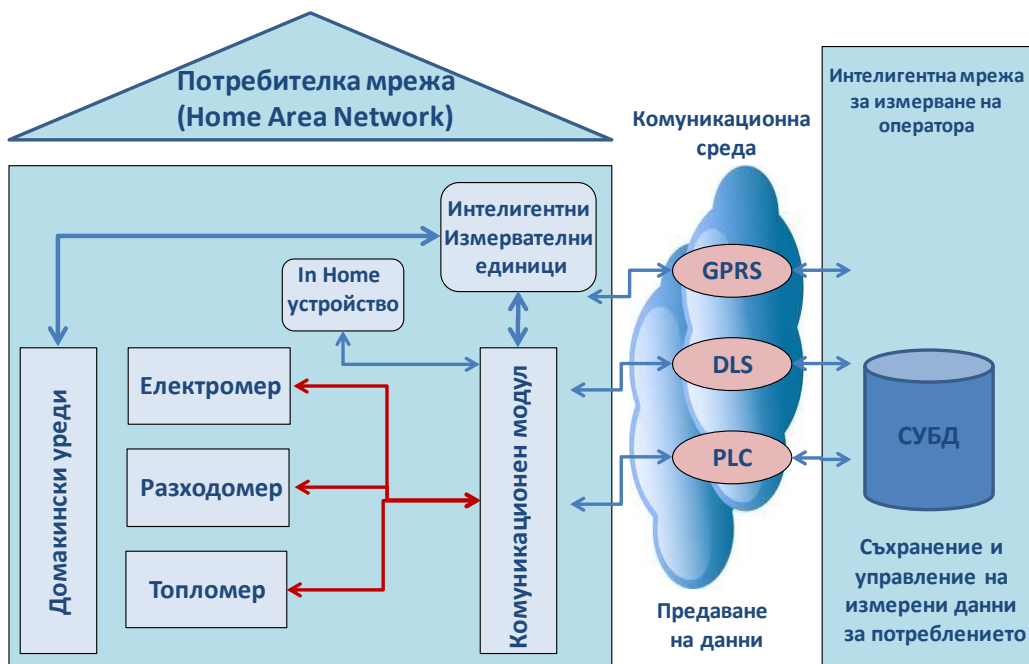 Потребителка мрежа
(Home Area Network)
Интелигентна мрежа
за измерване на
оператора
Комуникационна
среда
Интелигентни
Измервателни
единици
In Home
устройство
GPRS
DLS
PLC
Домакински уреди
Електромер
Разходомер
Топломер
Комуникационен модул
СУБД
Предаване
на данни
Съхранение и
управление на
измерени данни
за потреблението